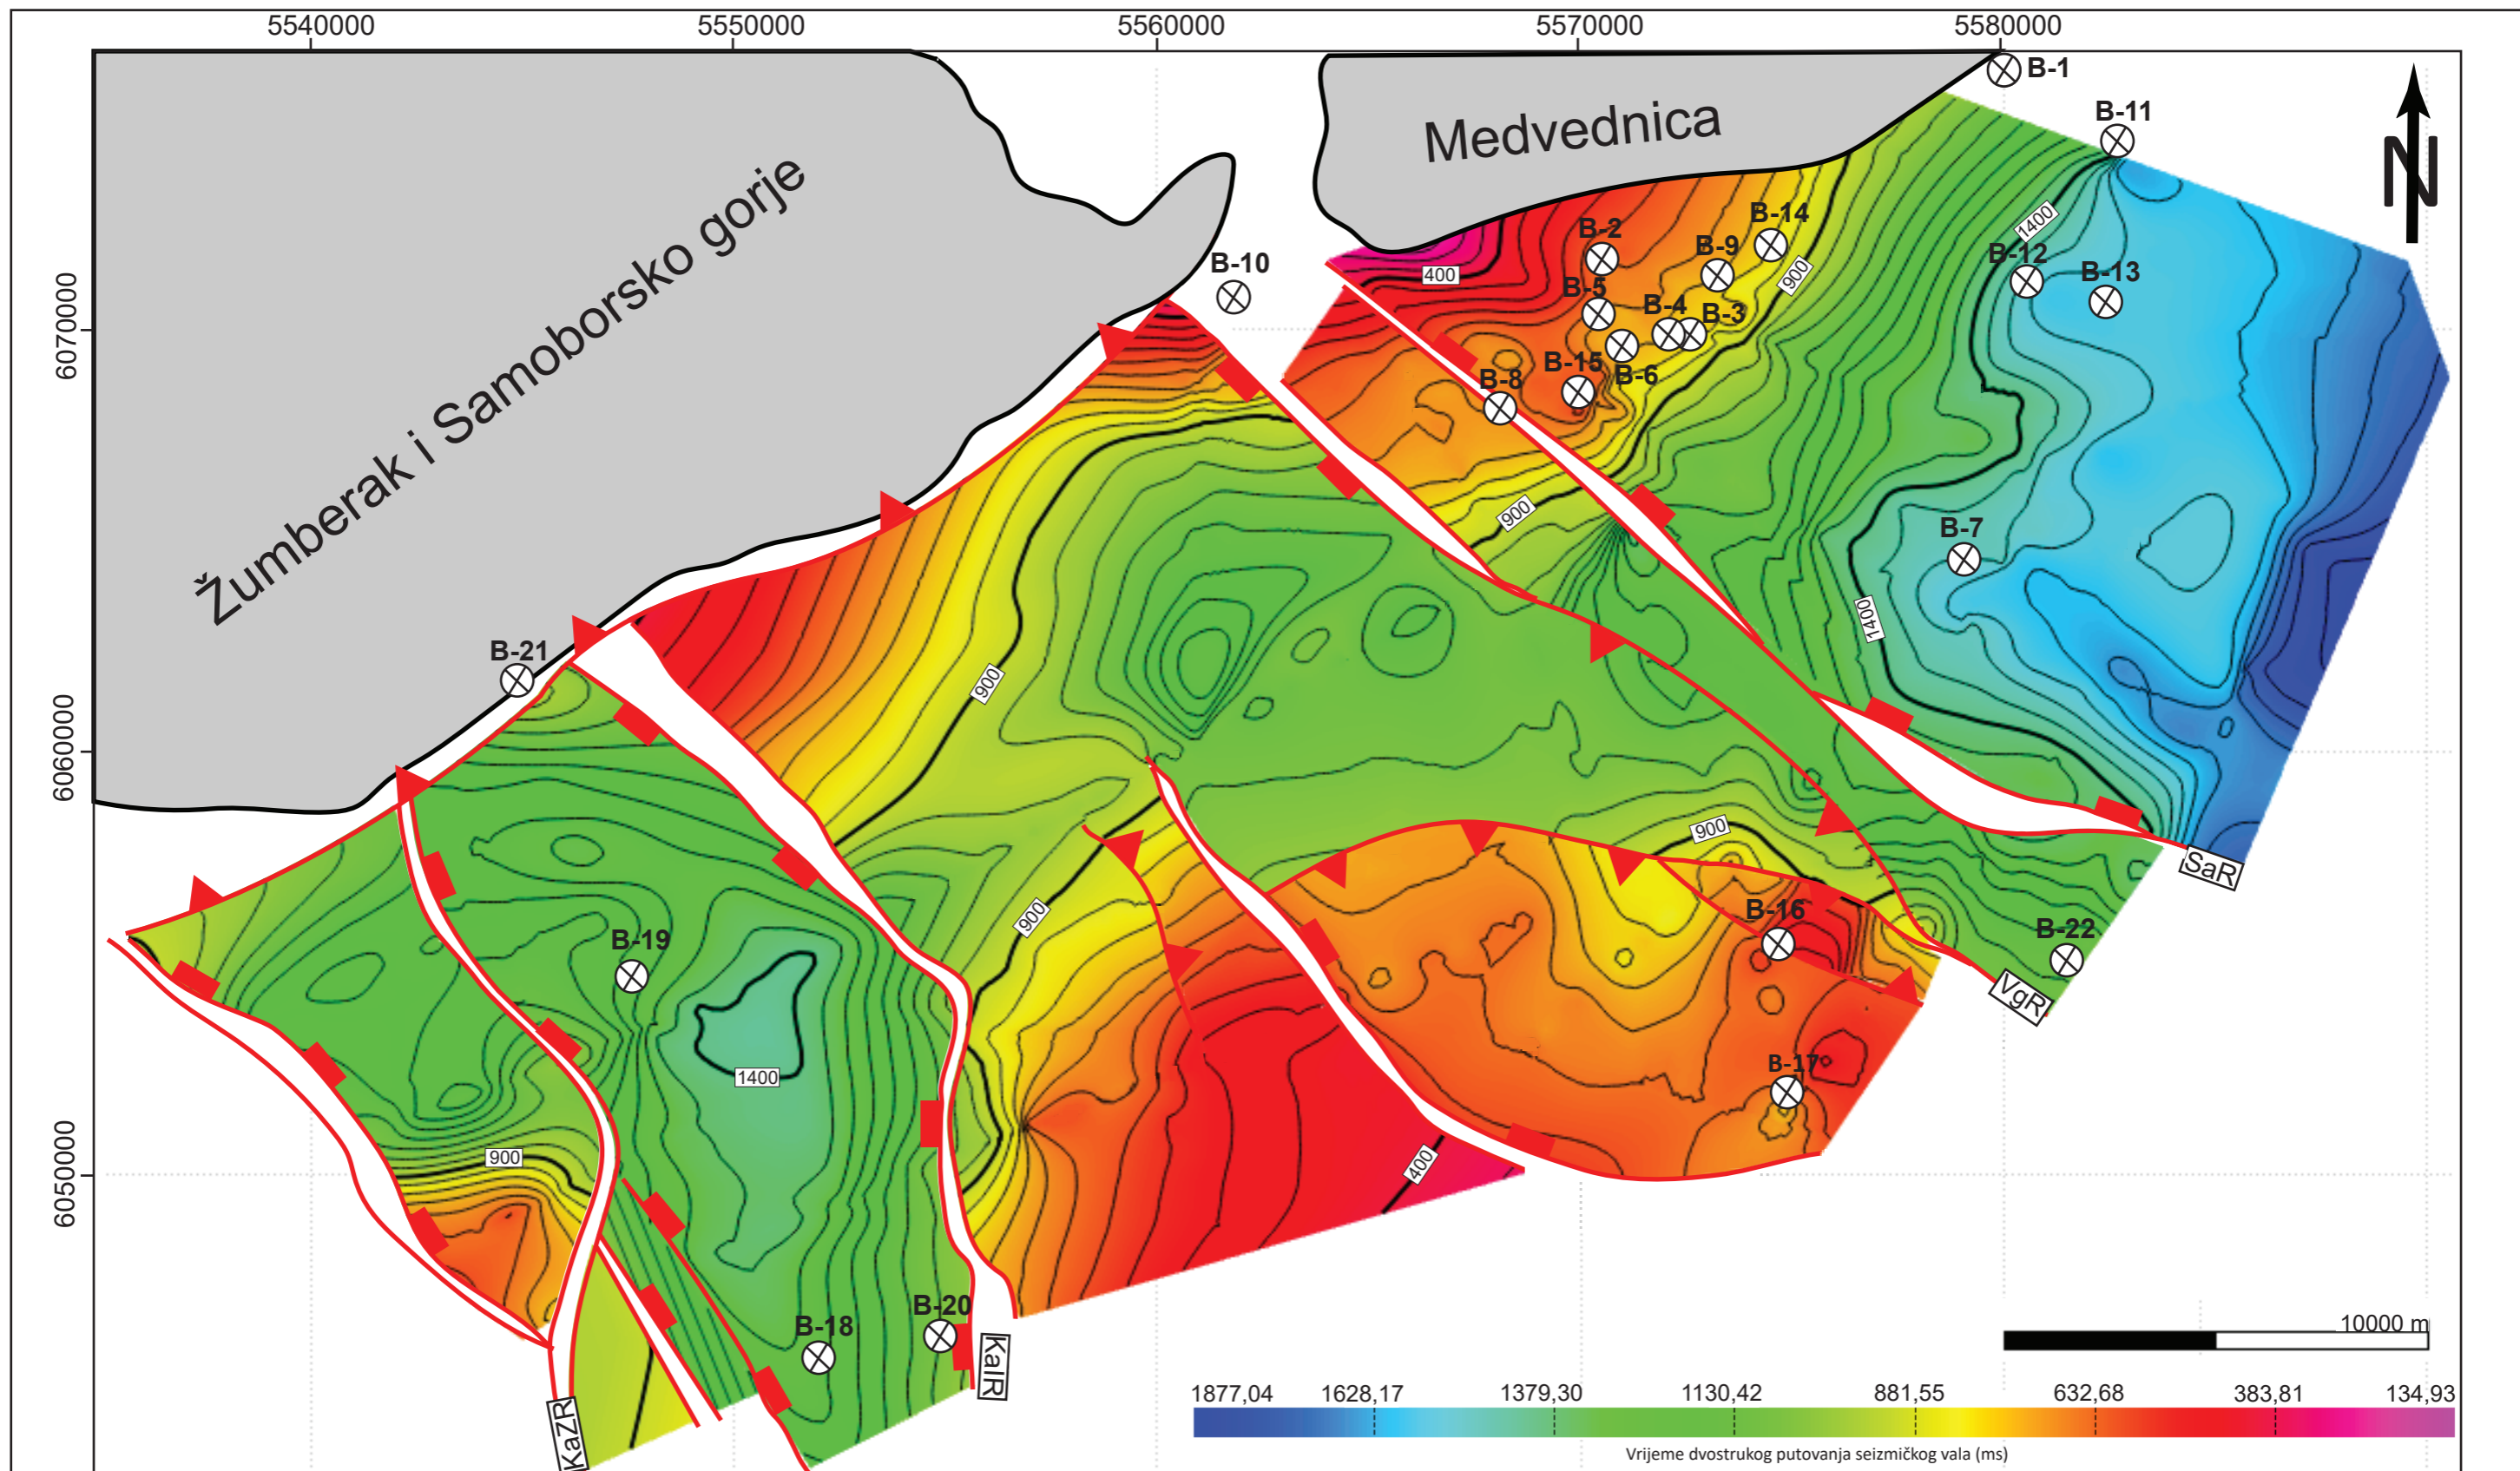 5540000 5550000 5560000 5570000 5580000
B-1
B-11
Medvednica
N
Žumberak i Samoborsko gorje
1400
B-14
B-2
B-9
B-10
B-12
B-13
400
900
B-5
B-4
B-3
6070000
B-15
B-6
B-8
900
B-7
1400
B-21
900
6060000
900
SaR
900
B-16
B-22
B-19
VgR
B-17
1400
900
400
6050000
B-20
B-18
10000 m
KalR
KaZR
1877,04 1628,17 1379,30 1130,42 881,55 632,68 383,81 134,93
Vrijeme dvostrukog putovanja seizmičkog vala (ms)